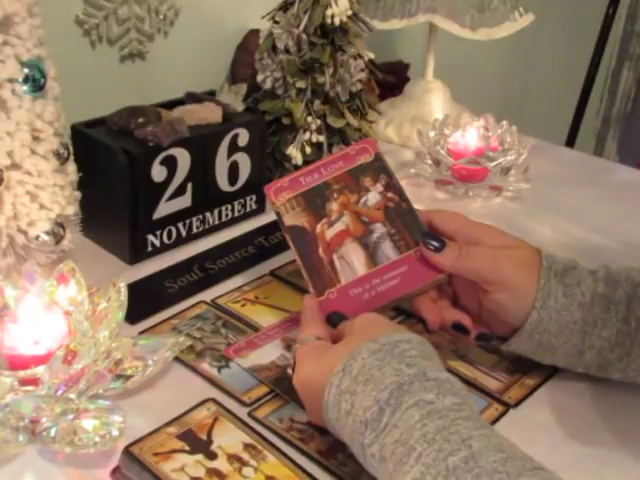 26
NOVEMBER
Soul Source Tar
TRUE LOVE
This is the romance
of a lifetime!